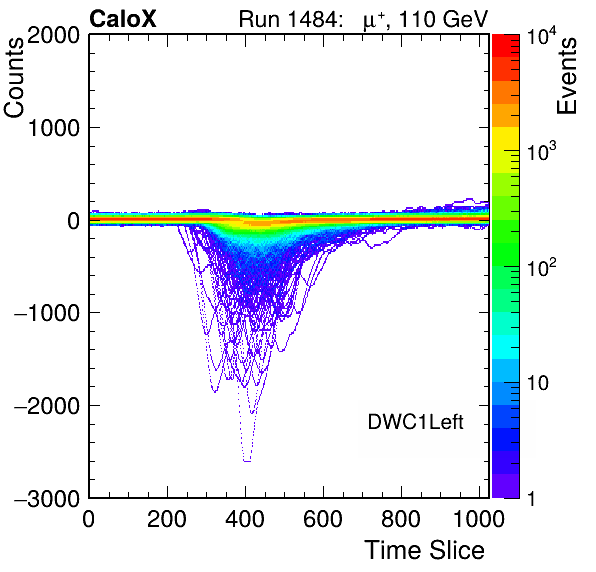 CaloX Run 1484: μ⁺, 110 GeV
Counts
Events
2000
1000
0
−1000
−2000
−3000
0 200 400 600 800 1000
Time Slice
DWC1Left
10⁴
10³
10²
10
1